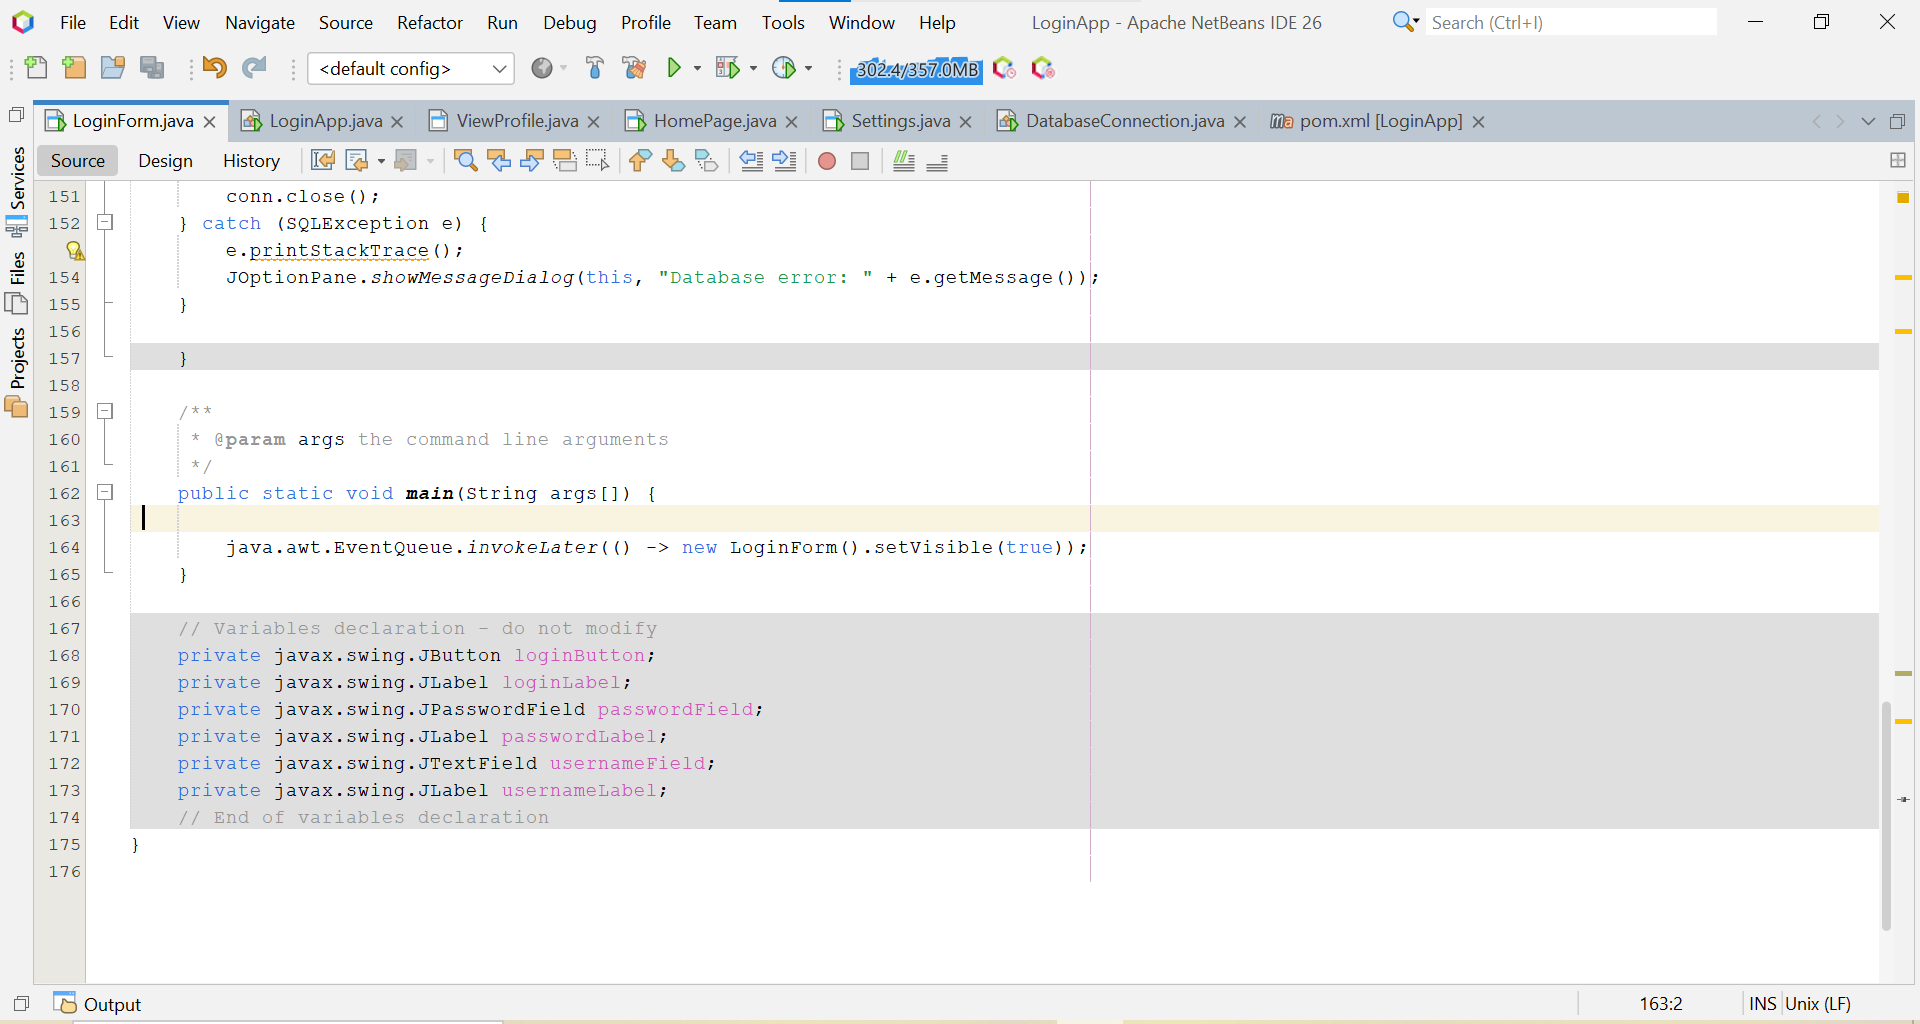 File Edit View Navigate Source Refactor Run Debug Profile Team Tools Window Help LoginApp - Apache NetBeans IDE 26 Search (Ctrl+I)
<default config> 302.4/357.0MB
LoginForm.java LoginApp.java ViewProfile.java HomePage.java Settings.java DatabaseConnection.java pom.xml [LoginApp]
Source Design History
Services
Files
Projects
151 conn.close();
152 } catch (SQLException e) {
e.printStackTrace();
154 JOptionPane.showMessageDialog(this, "Database error: " + e.getMessage());
155 }
156
157 }
158
159 /**
160 * @param args the command line arguments
161 */
162 public static void main(String args[]) {
163
164 java.awt.EventQueue.invokeLater(() -> new LoginForm().setVisible(true));
165 }
166
167 // Variables declaration - do not modify
168 private javax.swing.JButton loginButton;
169 private javax.swing.JLabel loginLabel;
170 private javax.swing.JPasswordField passwordField;
171 private javax.swing.JLabel passwordLabel;
172 private javax.swing.JTextField usernameField;
173 private javax.swing.JLabel usernameLabel;
174 // End of variables declaration
175 }
176
Output 163:2 INS Unix (LF)